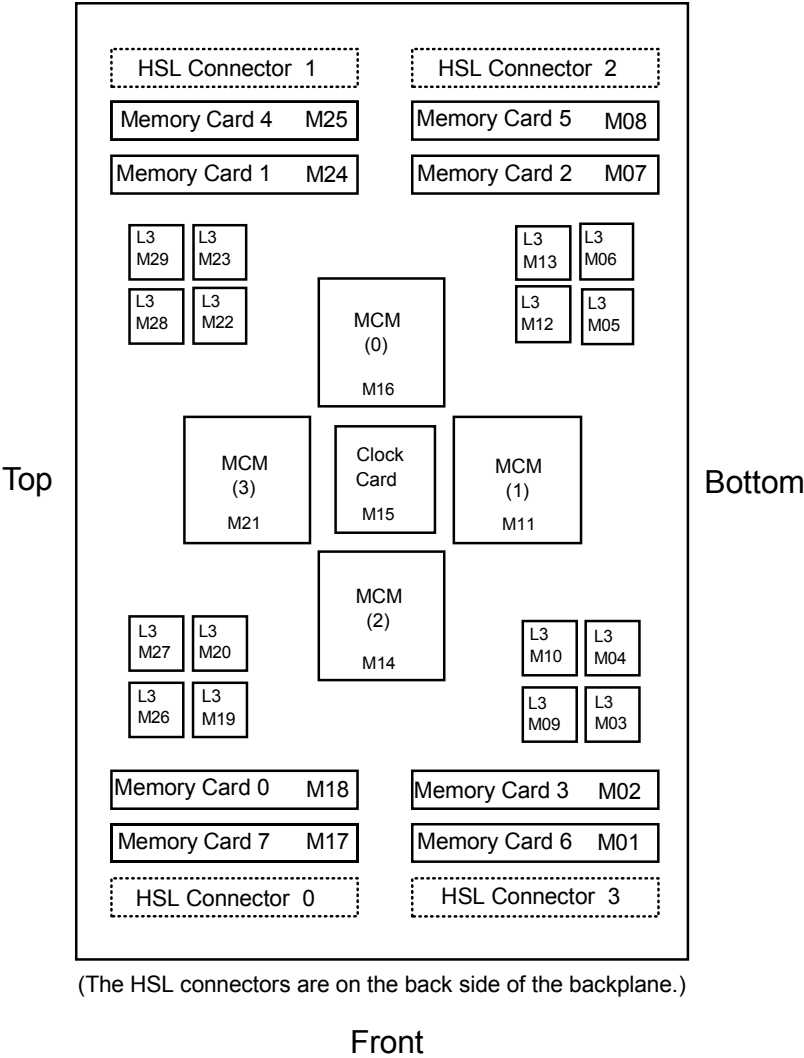 HSL Connector 1
HSL Connector 2
Memory Card 4 M25
Memory Card 5 M08
Memory Card 1 M24
Memory Card 2 M07
L3
M29
L3
M23
L3
M13
L3
M06
L3
M28
L3
M22
L3
M12
L3
M05
MCM
(0)
M16
Top
MCM
(3)
M21
Clock
Card
M15
MCM
(1)
M11
Bottom
MCM
(2)
M14
L3
M27
L3
M20
L3
M10
L3
M04
L3
M26
L3
M19
L3
M09
L3
M03
Memory Card 0 M18
Memory Card 3 M02
Memory Card 7 M17
Memory Card 6 M01
HSL Connector 0
HSL Connector 3
(The HSL connectors are on the back side of the backplane.)
Front